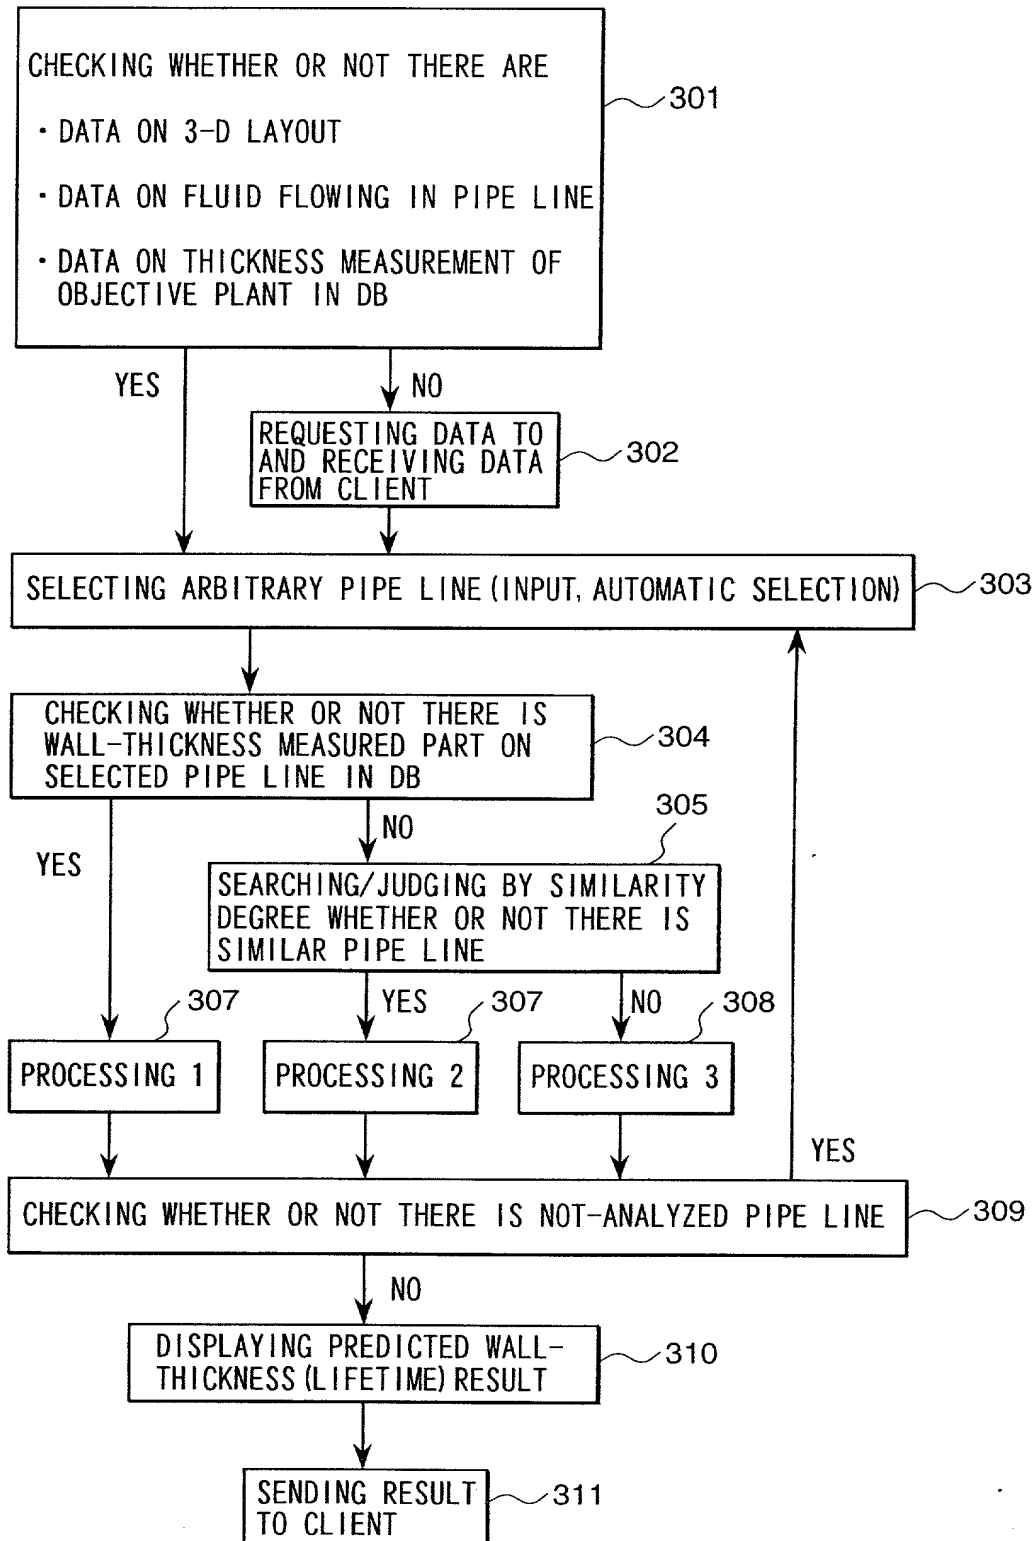 CHECKING WHETHER OR NOT THERE ARE
· DATA ON 3-D LAYOUT
· DATA ON FLUID FLOWING IN PIPE LINE
· DATA ON THICKNESS MEASUREMENT OF
OBJECTIVE PLANT IN DB
301
YES
NO
REQUESTING DATA TO
AND RECEIVING DATA
FROM CLIENT
302
SELECTING ARBITRARY PIPE LINE (INPUT, AUTOMATIC SELECTION)
303
CHECKING WHETHER OR NOT THERE IS
WALL-THICKNESS MEASURED PART ON
SELECTED PIPE LINE IN DB
304
YES
NO
305
SEARCHING/JUDGING BY SIMILARITY
DEGREE WHETHER OR NOT THERE IS
SIMILAR PIPE LINE
307
YES
307
NO
308
PROCESSING 1
PROCESSING 2
PROCESSING 3
YES
CHECKING WHETHER OR NOT THERE IS NOT-ANALYZED PIPE LINE
309
NO
DISPLAYING PREDICTED WALL-
THICKNESS (LIFETIME) RESULT
310
SENDING RESULT
TO CLIENT
311